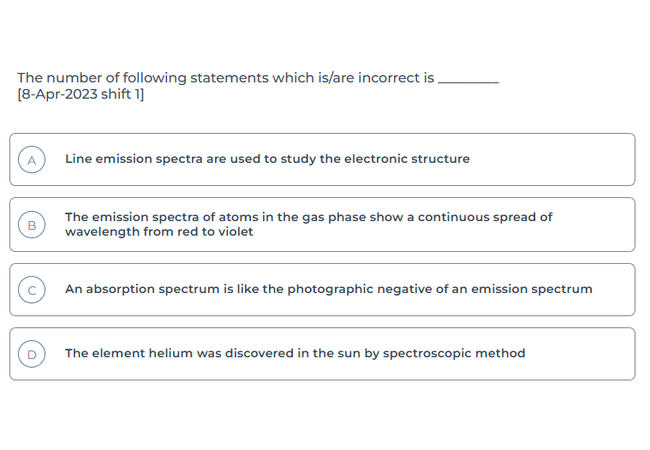 The number of following statements which is/are incorrect is _________
[8-Apr-2023 shift 1]
A Line emission spectra are used to study the electronic structure
B The emission spectra of atoms in the gas phase show a continuous spread of
wavelength from red to violet
C An absorption spectrum is like the photographic negative of an emission spectrum
D The element helium was discovered in the sun by spectroscopic method